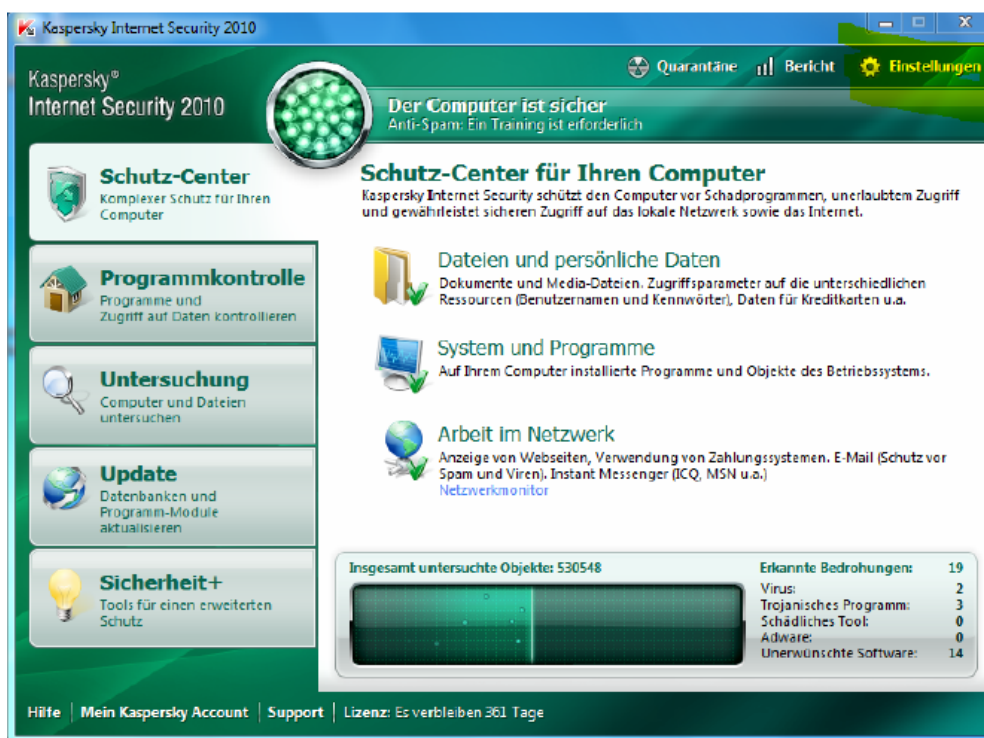 Kaspersky Internet Security 2010
Kaspersky®
Internet Security 2010
Quarantäne
Bericht
Einstellungen
Der Computer ist sicher
Anti-Spam: Ein Training ist erforderlich
Schutz-Center
Komplexer Schutz für Ihren
Computer
Programmkontrolle
Programme und
Zugriff auf Daten kontrollieren
Untersuchung
Computer und Dateien
untersuchen
Update
Datenbanken und
Programm-Module
aktualisieren
Sicherheit+
Tools für einen erweiterten
Schutz
Schutz-Center für Ihren Computer
Kaspersky Internet Security schützt den Computer vor Schadprogrammen, unerlaubtem Zugriff
und gewährleistet sicheren Zugriff auf das lokale Netzwerk sowie das Internet.
Dateien und persönliche Daten
Dokumente und Media-Dateien. Zugriffsparameter auf die unterschiedlichen
Ressourcen (Benutzernamen und Kennwörter), Daten für Kreditkarten u.a.
System und Programme
Auf Ihrem Computer installierte Programme und Objekte des Betriebssystems.
Arbeit im Netzwerk
Anzeige von Webseiten, Verwendung von Zahlungssystemen. E-Mail (Schutz vor
Spam und Viren). Instant Messenger (ICQ, MSN u.a.)
Netzwerkmonitor
Insgesamt untersuchte Objekte: 530548
Erkannte Bedrohungen: 19
Virus: 2
Trojanisches Programm: 3
Schädliches Tool: 0
Adware: 0
Unerwünschte Software: 14
Hilfe | Mein Kaspersky Account | Support | Lizenz: Es verbleiben 361 Tage